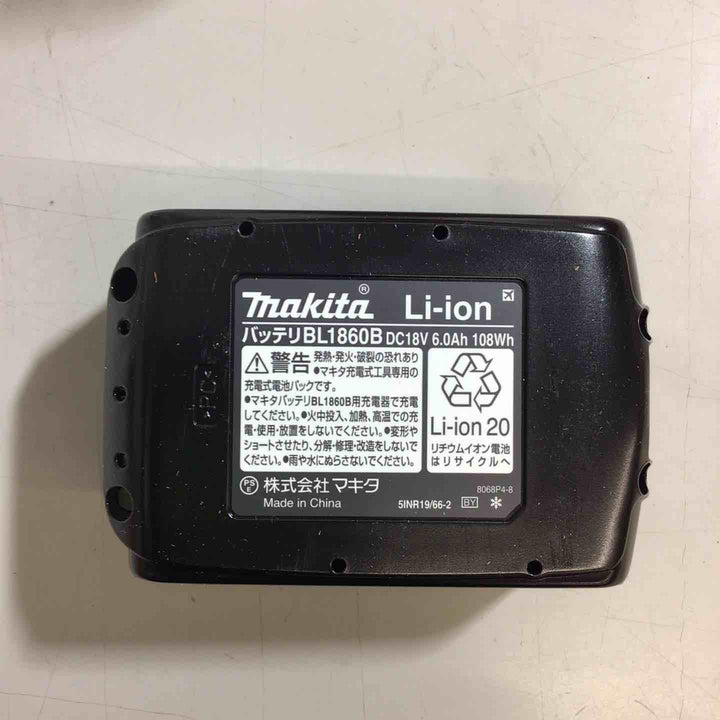 makita® Li-ion
バッテリBL1860B DC18V 6.0Ah 108Wh
警告 発熱・発火・破裂の恐れあり
●マキタ充電式工具専用の
充電式電池パックです。
●マキタバッテリBL1860B用充電器で充電
してください。●火中投入、加熱、高温での充
電・使用・放置をしないでください。●変形や
ショートさせたり、分解・修理・改造をしないで
ください。●雨や水にぬらさないでください。
Li-ion 20
リチウムイオン電池
はリサイクルへ
PS
E
株式会社マキタ
Made in China
8068P4-8
5INR19/66-2 BY
>PC<